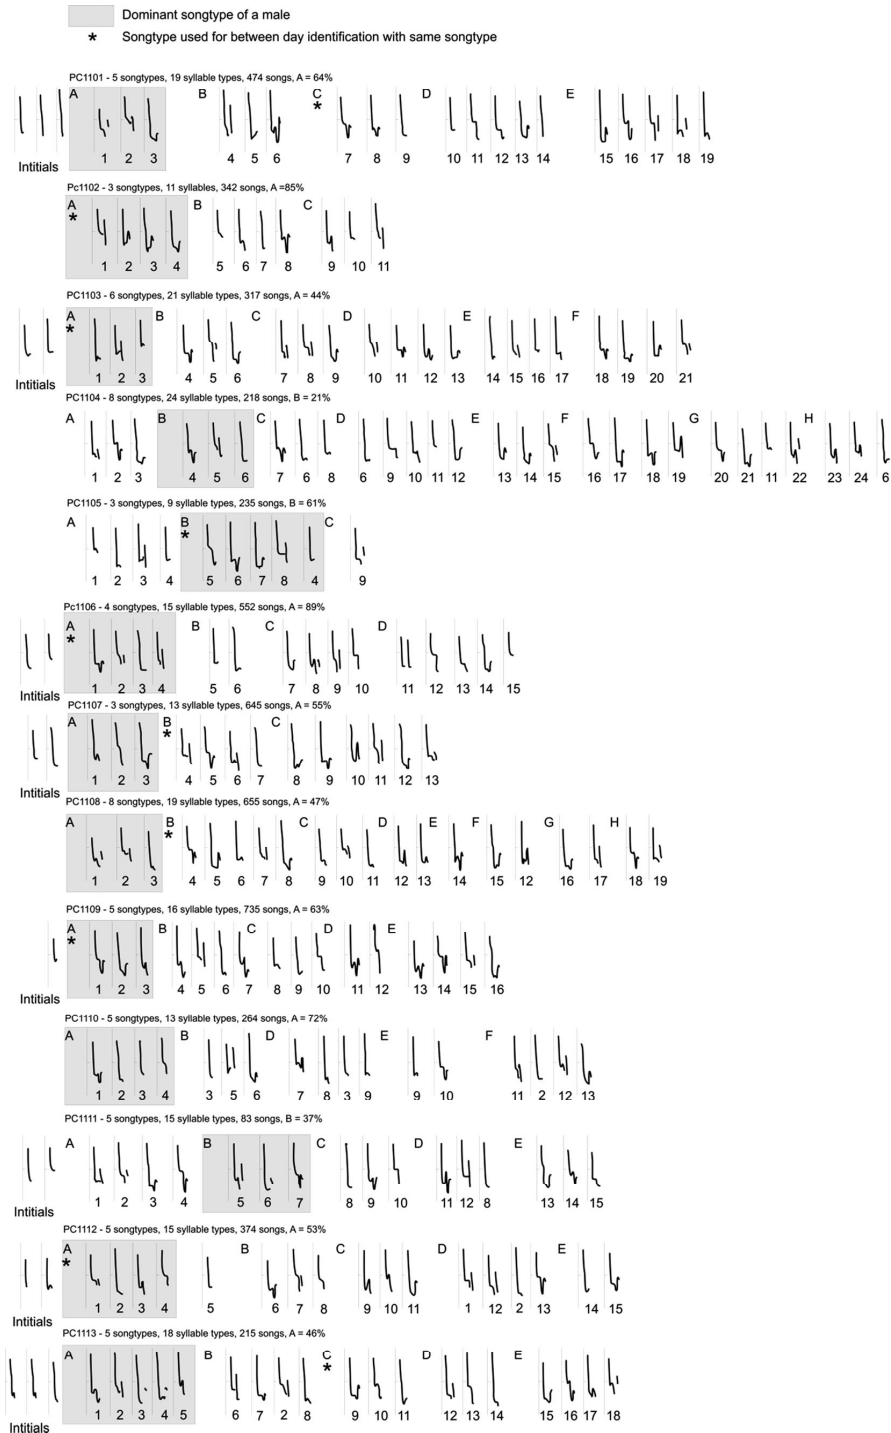 Dominant songtype of a male
* Songtype used for between day identification with same songtype
PC1101 - 5 songtypes, 19 syllable types, 474 songs, A = 64%
A B C D E
*
1 2 3 4 5 6 7 8 9 10 11 12 13 14 15 16 17 18 19
Intitials
Pc1102 - 3 songtypes, 11 syllables, 342 songs, A =85%
A B C
*
1 2 3 4 5 6 7 8 9 10 11
PC1103 – 6 songtypes, 21 syllable types, 317 songs, A = 44%
A B C D E F
*
1 2 3 4 5 6 7 8 9 10 11 12 13 14 15 16 17 18 19 20 21
Intitials
PC1104 - 8 songtypes, 24 syllable types, 218 songs, B = 21%
A B C D E F G H
1 2 3 4 5 6 7 6 8 6 9 10 11 12 13 14 15 16 17 18 19 20 21 11 22 23 24 6
PC1105 - 3 songtypes, 9 syllable types, 235 songs, B = 61%
A B C
*
1 2 3 4 5 6 7 8 4 9
Pc1106 - 4 songtypes, 15 syllable types, 552 songs, A = 89%
A B C D
*
1 2 3 4 5 6 7 8 9 10 11 12 13 14 15
Intitials
PC1107 - 3 songtypes, 13 syllable types, 645 songs, A = 55%
A B C
*
1 2 3 4 5 6 7 8 9 10 11 12 13
Intitials
PC1108 - 8 songtypes, 19 syllable types, 655 songs, A = 47%
A B C D E F G H
*
1 2 3 4 5 6 7 8 9 10 11 12 13 14 15 12 16 17 18 19
PC1109 - 5 songtypes, 16 syllable types, 735 songs, A = 63%
A B C D E
*
1 2 3 4 5 6 7 8 9 10 11 12 13 14 15 16
Intitials
PC1110 - 5 songtypes, 13 syllable types, 264 songs, A = 72%
A B D E F
1 2 3 4 3 5 6 7 8 3 9 9 10 11 2 12 13
PC1111 - 5 songtypes, 15 syllable types, 83 songs, B = 37%
A B C D E
1 2 3 4 5 6 7 8 9 10 11 12 8 13 14 15
Intitials
PC1112 - 5 songtypes, 15 syllable types, 374 songs, A = 53%
A B C D E
*
1 2 3 4 5 6 7 8 9 10 11 1 12 2 13 14 15
Intitials
PC1113 - 5 songtypes, 18 syllable types, 215 songs, A = 46%
A B C D E
*
1 2 3 4 5 6 7 2 8 9 10 11 12 13 14 15 16 17 18
Intitials